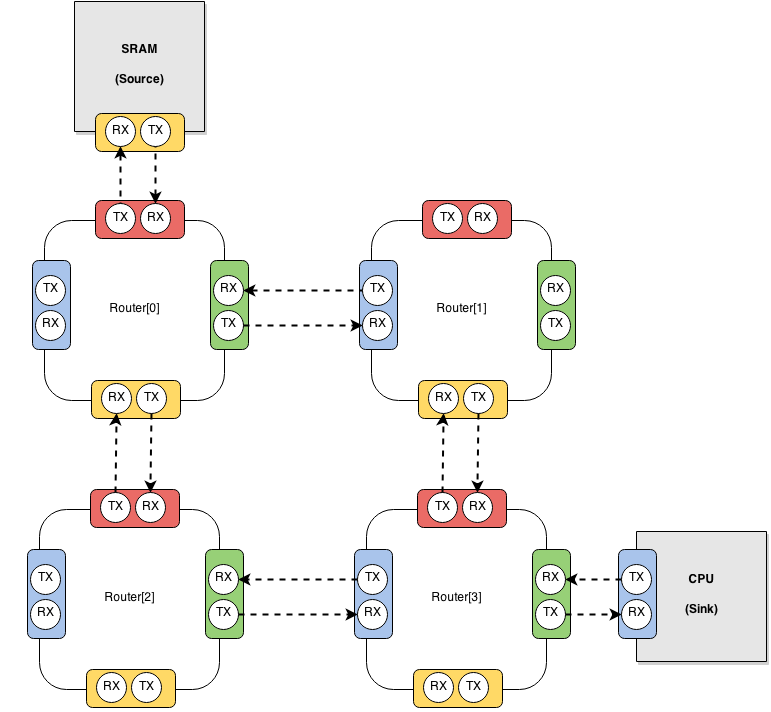 SRAM
(Source)
RX TX
TX RX
TX RX
TX
RX
Router[0]
RX
TX
TX
RX
Router[1]
RX
TX
RX TX
RX TX
TX RX
TX RX
TX
RX
Router[2]
RX
TX
TX
RX
Router[3]
RX
TX
TX
RX
CPU
(Sink)
RX TX
RX TX